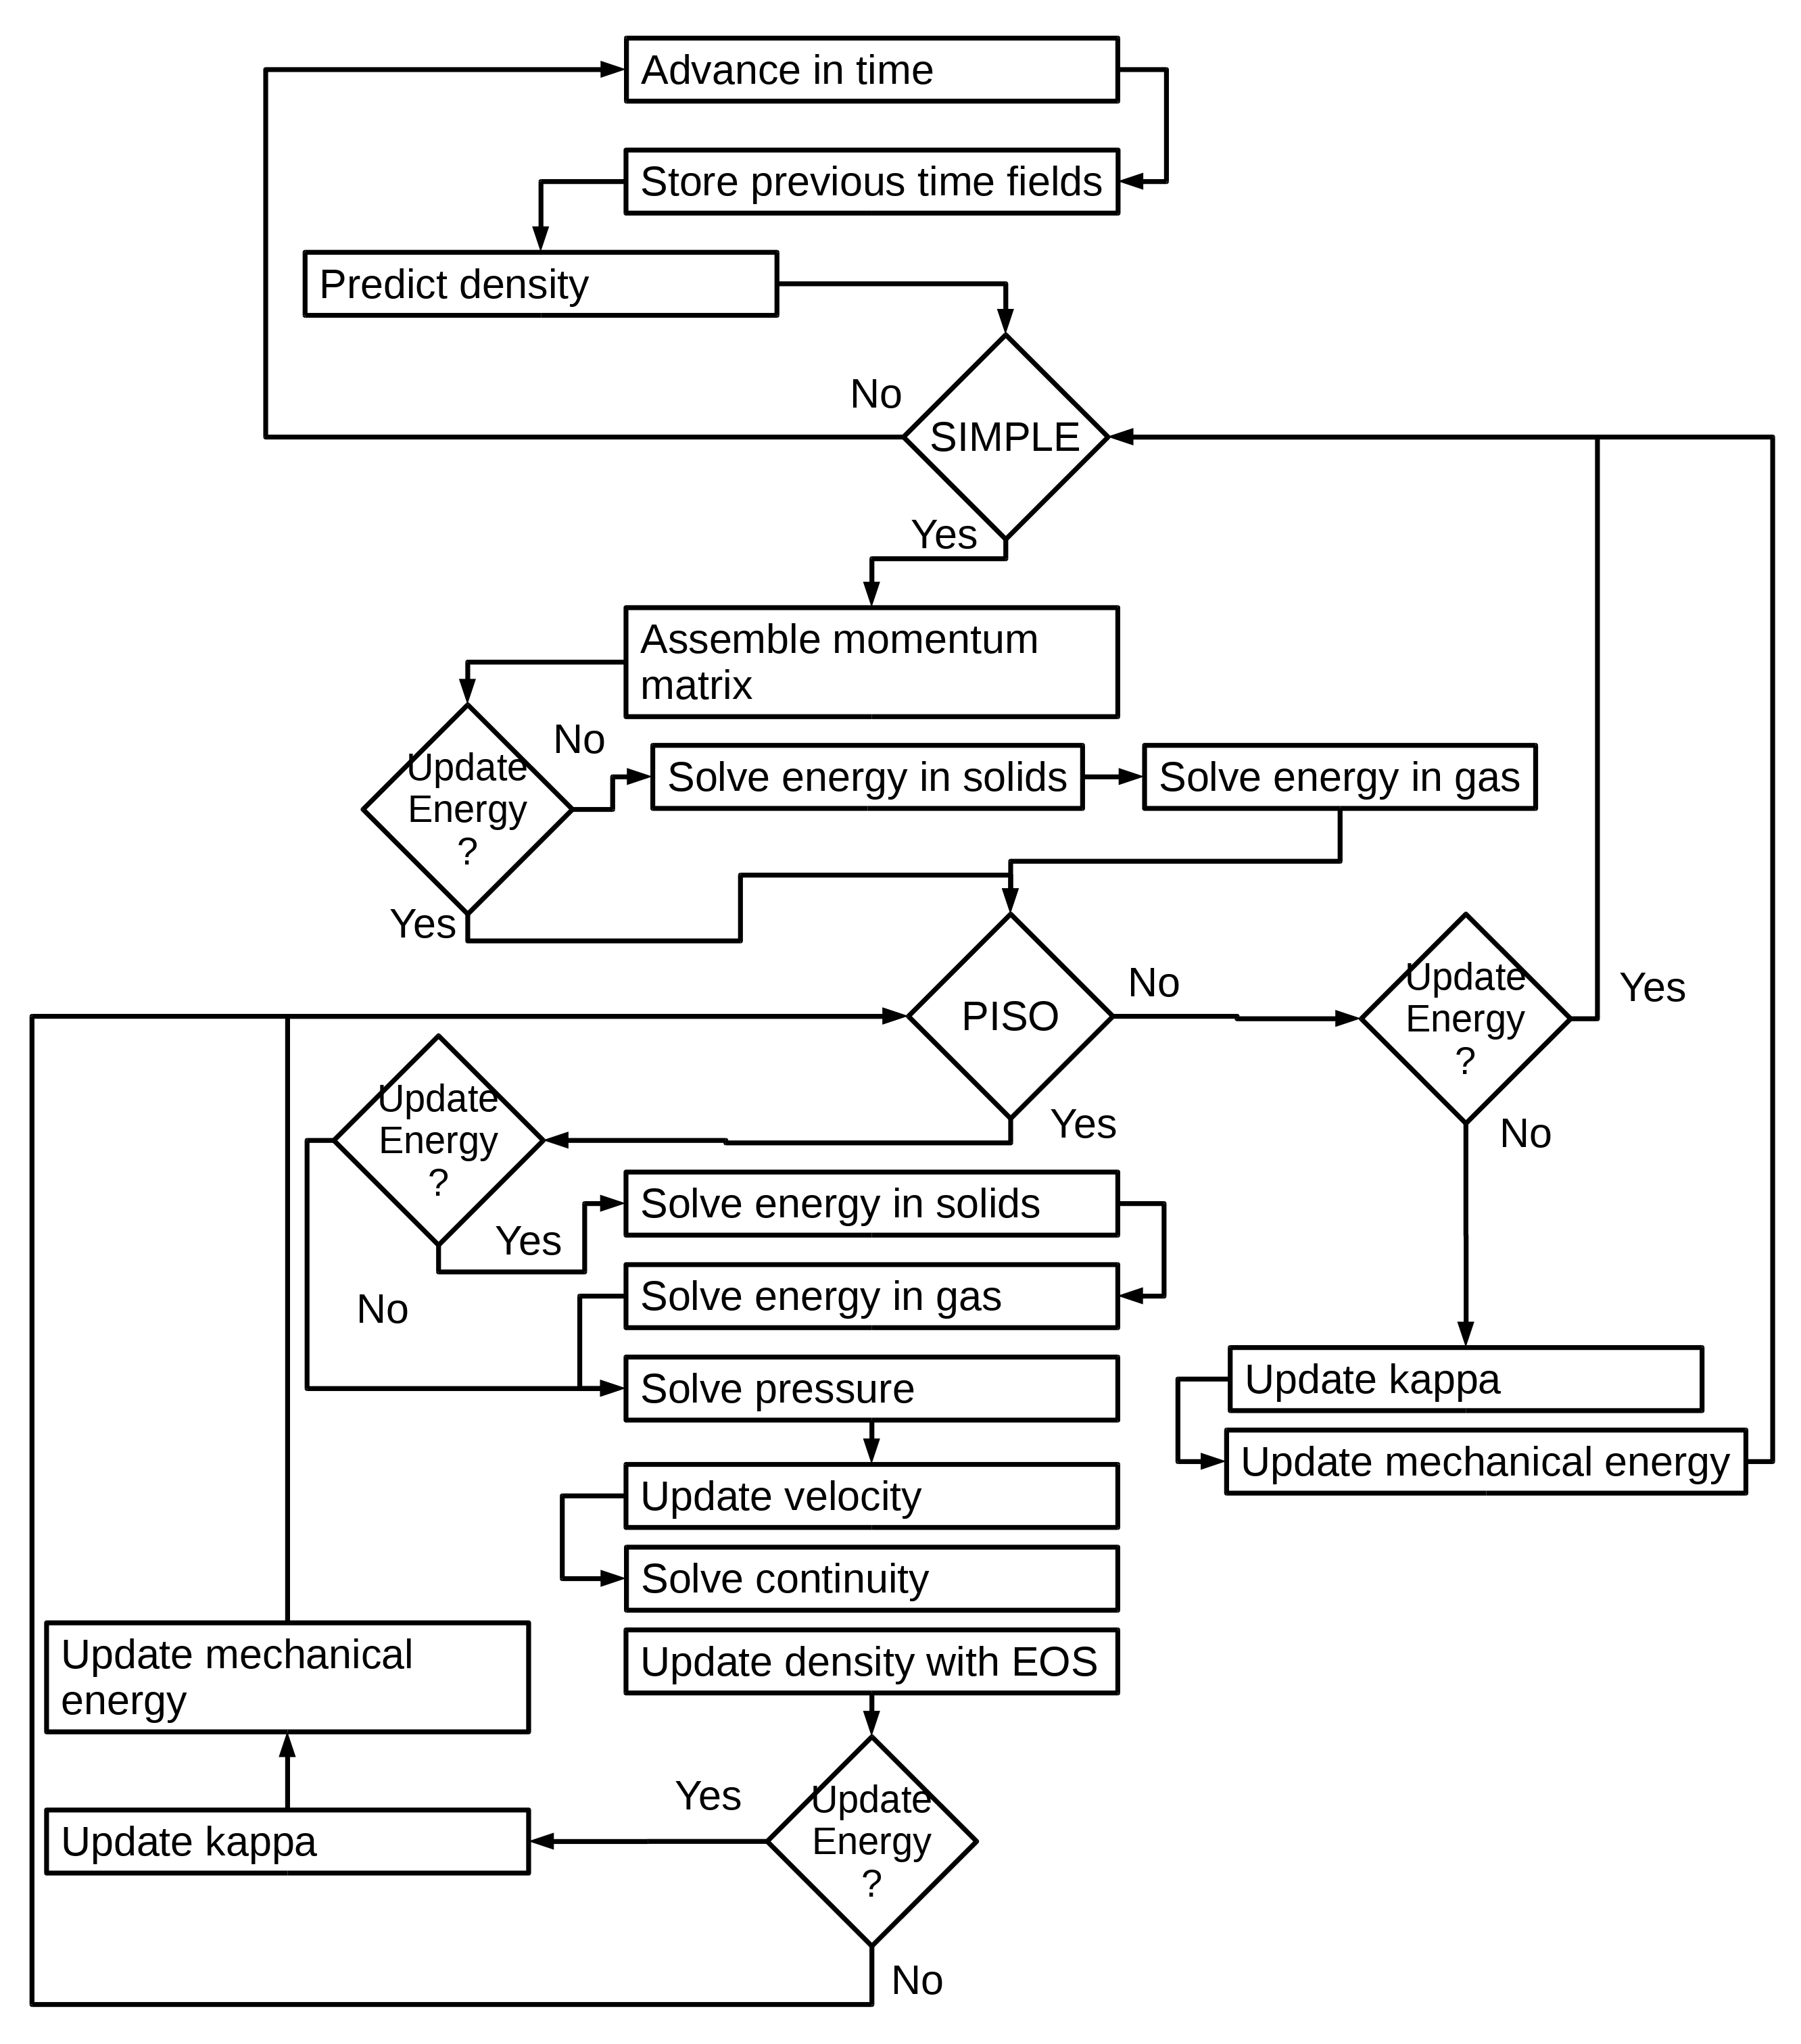 Advance in time
Store previous time fields
Predict density
No
SIMPLE
Yes
Assemble momentum
matrix
No
Update
Energy
?
Solve energy in solids
Solve energy in gas
Yes
PISO
No
Update
Energy
?
Yes
Update
Energy
?
Yes
No
Solve energy in solids
Yes
Solve energy in gas
No
Solve pressure
Update kappa
Update mechanical energy
Update velocity
Solve continuity
Update mechanical
energy
Update density with EOS
Yes
Update
Energy
?
Update kappa
No